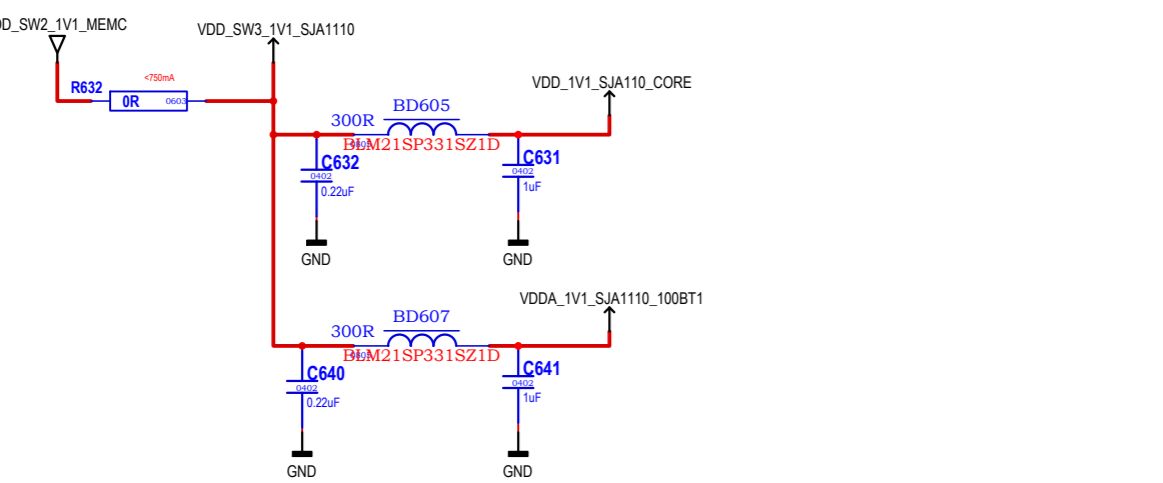 D_SW2_1V1_MEMC
VDD_SW3_1V1_SJA1110
<750mA
R632
0R
0603
VDD_1V1_SJA110_CORE
BD605
300R
BLM21SP331SZ1D
C632
0402
0.22uF
C631
0402
1uF
GND
GND
VDDA_1V1_SJA1110_100BT1
BD607
300R
BLM21SP331SZ1D
C640
0402
0.22uF
C641
0402
1uF
GND
GND